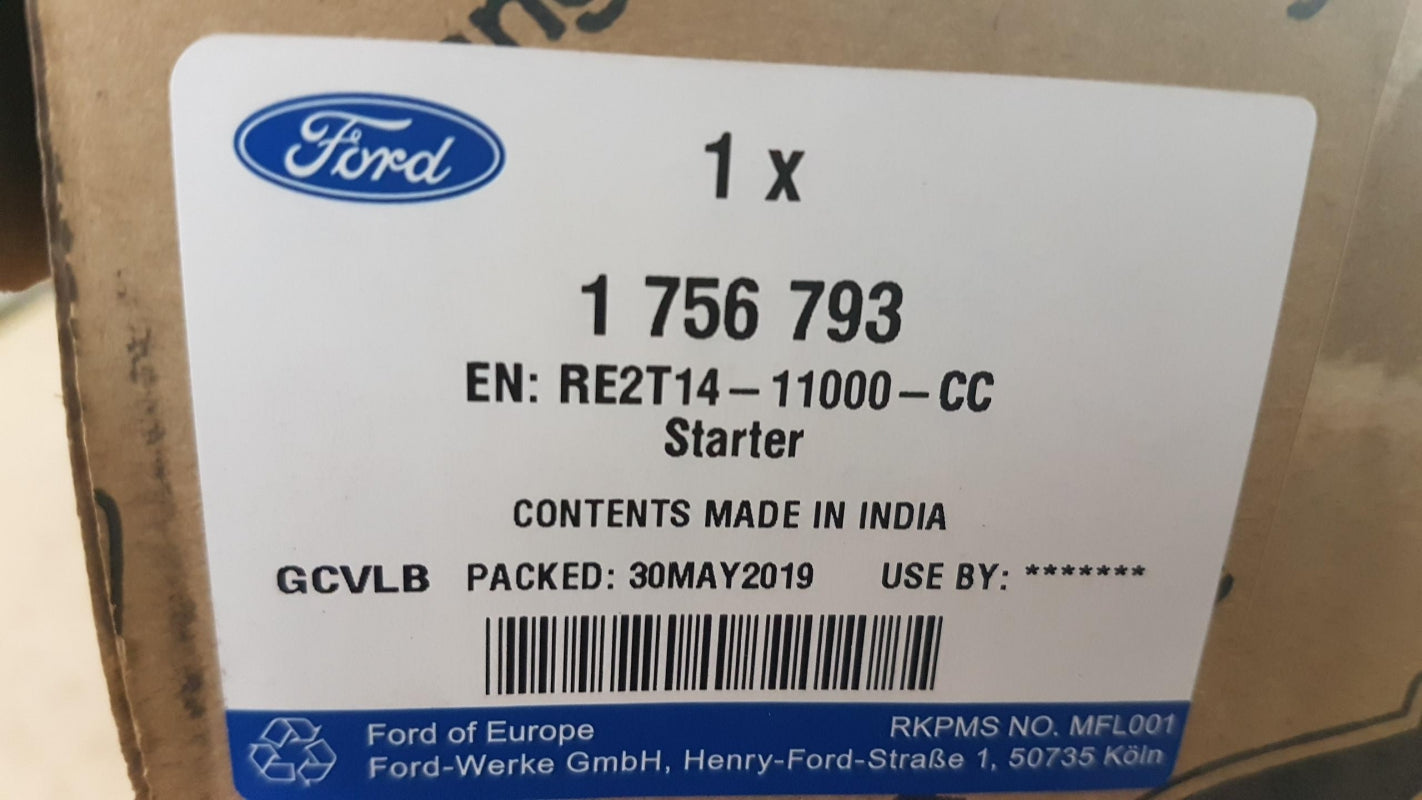 Ford
1 x
1 756 793
EN: RE2T14-11000-CC
Starter
CONTENTS MADE IN INDIA
GCVLB PACKED: 30MAY2019 USE BY: *******
Ford of Europe RKPMS NO. MFL001
Ford-Werke GmbH, Henry-Ford-Straße 1, 50735 Köln